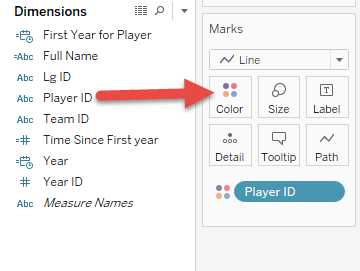 Dimensions
First Year for Player
Abc Full Name
Abc Lg ID
Abc Player ID
Abc Team ID
Time Since First year
Year
Year ID
Abc Measure Names
Marks
Line
Color Size T Label
Detail Tooltip Path
Player ID